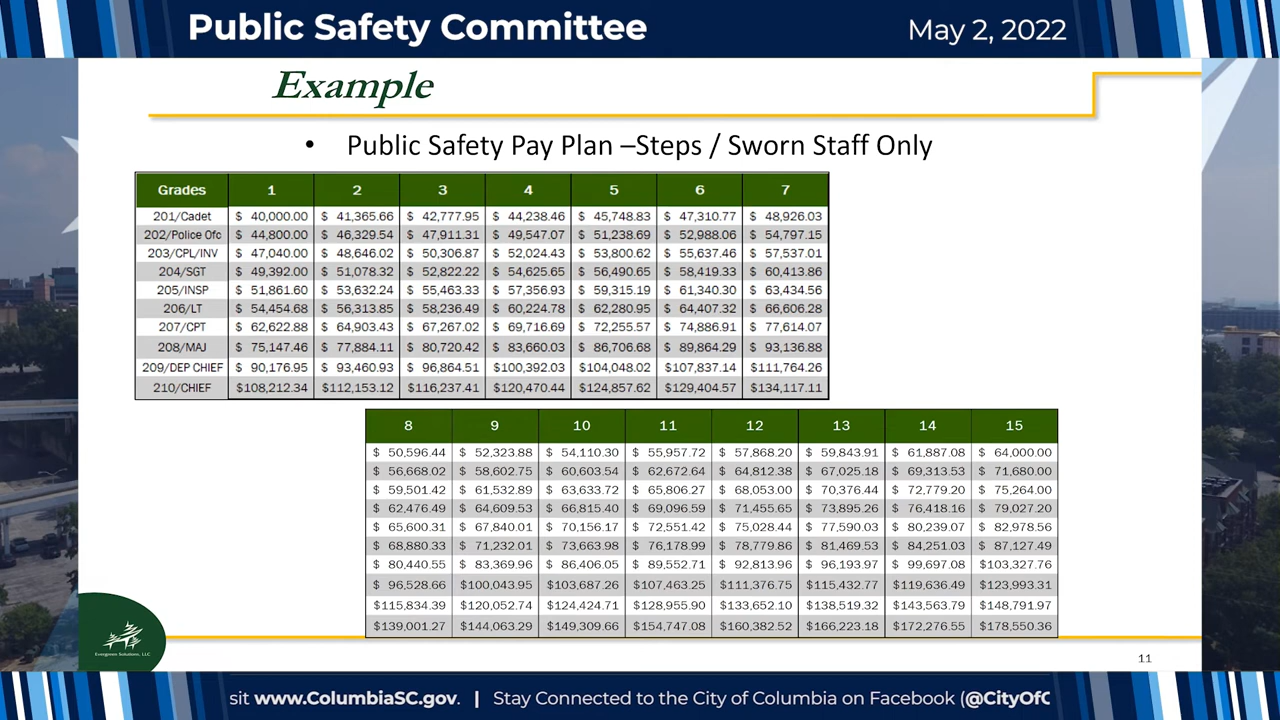 Public Safety Committee May 2, 2022
Example
• Public Safety Pay Plan –Steps / Sworn Staff Only
Grades 1 2 3 4 5 6 7
201/Cadet $ 40,000.00 $ 41,365.66 $ 42,777.95 $ 44,238.46 $ 45,748.83 $ 47,310.77 $ 48,926.03
202/Police Ofc $ 44,800.00 $ 46,329.54 $ 47,911.31 $ 49,547.07 $ 51,238.69 $ 52,988.06 $ 54,797.15
203/CPL/INV $ 47,040.00 $ 48,646.02 $ 50,306.87 $ 52,024.43 $ 53,800.62 $ 55,637.46 $ 57,537.01
204/SGT $ 49,392.00 $ 51,078.32 $ 52,822.22 $ 54,625.65 $ 56,490.65 $ 58,419.33 $ 60,413.86
205/INSP $ 51,861.60 $ 53,632.24 $ 55,463.33 $ 57,356.93 $ 59,315.19 $ 61,340.30 $ 63,434.56
206/LT $ 54,454.68 $ 56,313.85 $ 58,236.49 $ 60,224.78 $ 62,280.95 $ 64,407.32 $ 66,606.28
207/CPT $ 62,622.88 $ 64,903.43 $ 67,267.02 $ 69,716.69 $ 72,255.57 $ 74,886.91 $ 77,614.07
208/MAJ $ 75,147.46 $ 77,884.11 $ 80,720.42 $ 83,660.03 $ 86,706.68 $ 89,864.29 $ 93,136.88
209/DEP CHIEF $ 90,176.95 $ 93,460.93 $ 96,864.51 $100,392.03 $104,048.02 $107,837.14 $111,764.26
210/CHIEF $108,212.34 $112,153.12 $116,237.41 $120,470.44 $124,857.62 $129,404.57 $134,117.11
8 9 10 11 12 13 14 15
$ 50,596.44 $ 52,323.88 $ 54,110.30 $ 55,957.72 $ 57,868.20 $ 59,843.91 $ 61,887.08 $ 64,000.00
$ 56,668.02 $ 58,602.75 $ 60,603.54 $ 62,672.64 $ 64,812.38 $ 67,025.18 $ 69,313.53 $ 71,680.00
$ 59,501.42 $ 61,532.89 $ 63,633.72 $ 65,806.27 $ 68,053.00 $ 70,376.44 $ 72,779.20 $ 75,264.00
$ 62,476.49 $ 64,609.53 $ 66,815.40 $ 69,096.59 $ 71,455.65 $ 73,895.26 $ 76,418.16 $ 79,027.20
$ 65,600.31 $ 67,840.01 $ 70,156.17 $ 72,551.42 $ 75,028.44 $ 77,590.03 $ 80,239.07 $ 82,978.56
$ 68,880.33 $ 71,232.01 $ 73,663.98 $ 76,178.99 $ 78,779.86 $ 81,469.53 $ 84,251.03 $ 87,127.49
$ 80,440.55 $ 83,369.96 $ 86,406.05 $ 89,552.71 $ 92,813.96 $ 96,193.97 $ 99,697.08 $103,327.76
$ 96,528.66 $100,043.95 $103,687.26 $107,463.25 $111,376.75 $115,432.77 $119,636.49 $123,993.31
$115,834.39 $120,052.74 $124,424.71 $128,955.90 $133,652.10 $138,519.32 $143,563.79 $148,791.97
$139,001.27 $144,063.29 $149,309.66 $154,747.08 $160,382.52 $166,223.18 $172,276.55 $178,550.36
Evergreen Solutions, LLC
11
sit www.ColumbiaSC.gov. | Stay Connected to the City of Columbia on Facebook (@CityOfC